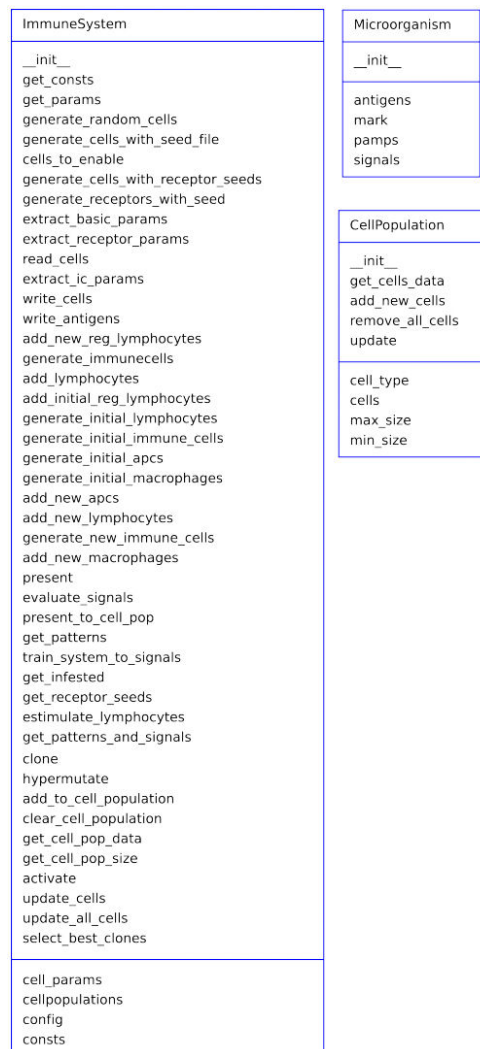 ImmuneSystem
__init__
get_consts
get_params
generate_random_cells
generate_cells_with_seed_file
cells_to_enable
generate_cells_with_receptor_seeds
generate_receptors_with_seed
extract_basic_params
extract_receptor_params
read_cells
extract_ic_params
write_cells
write_antigens
add_new_reg_lymphocytes
generate_immunecells
add_lymphocytes
add_initial_reg_lymphocytes
generate_initial_lymphocytes
generate_initial_immune_cells
generate_initial_apcs
generate_initial_macrophages
add_new_apcs
add_new_lymphocytes
generate_new_immune_cells
add_new_macrophages
present
evaluate_signals
present_to_cell_pop
get_patterns
train_system_to_signals
get_infested
get_receptor_seeds
estimulate_lymphocytes
get_patterns_and_signals
clone
hypermutate
add_to_cell_population
clear_cell_population
get_cell_pop_data
get_cell_pop_size
activate
update_cells
update_all_cells
select_best_clones
cell_params
cellpopulations
config
consts
Microorganism
__init__
antigens
mark
pamps
signals
CellPopulation
__init__
get_cells_data
add_new_cells
remove_all_cells
update
cell_type
cells
max_size
min_size